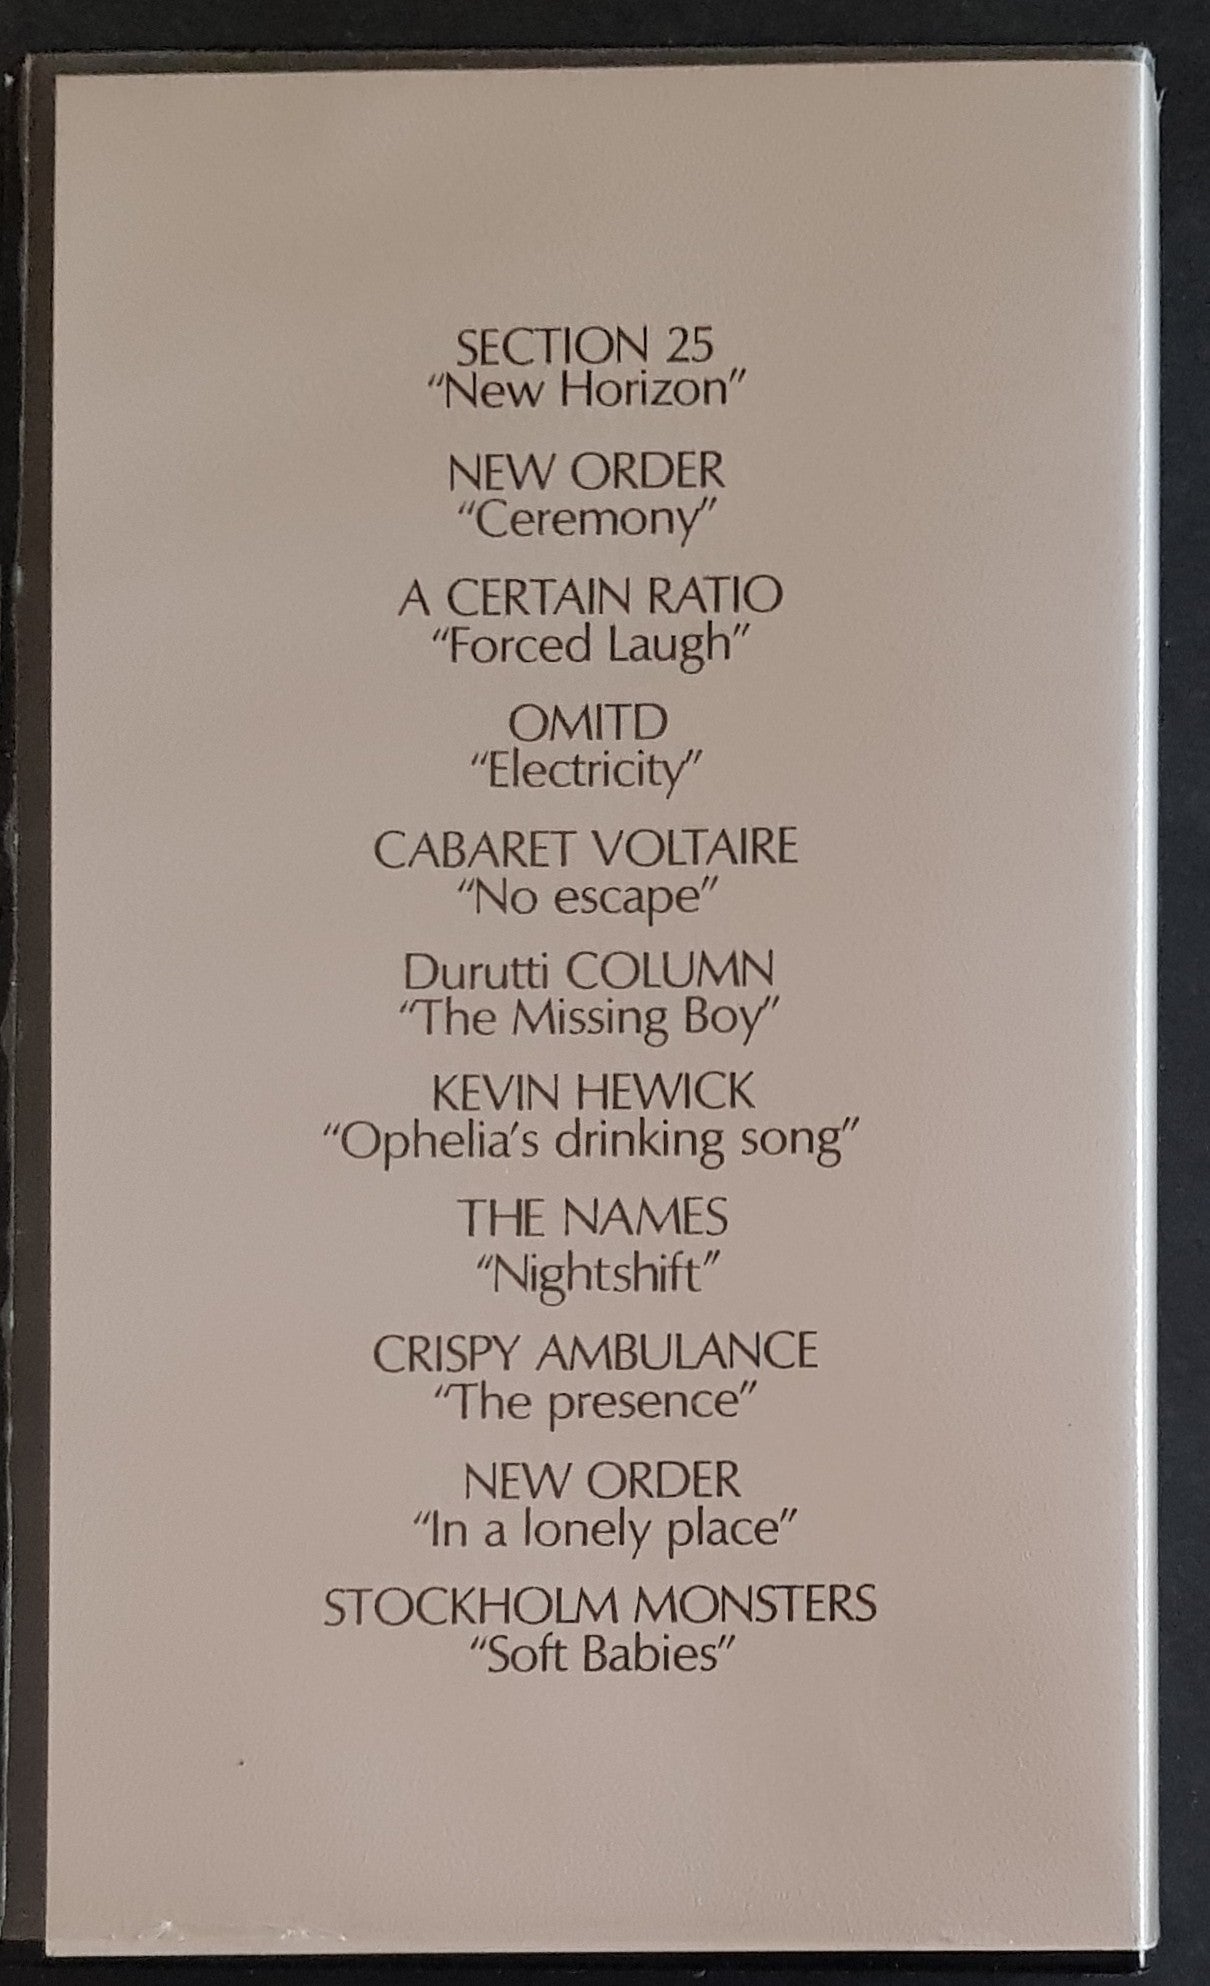 SECTION 25
“New Horizon”
NEW ORDER
“Ceremony”
A CERTAIN RATIO
“Forced Laugh”
OMITD
“Electricity”
CABARET VOLTAIRE
“No escape”
Durutti COLUMN
“The Missing Boy”
KEVIN HEWICK
“Ophelia’s drinking song”
THE NAMES
“Nightshift”
CRISPY AMBULANCE
“The presence”
NEW ORDER
“In a lonely place”
STOCKHOLM MONSTERS
“Soft Babies”